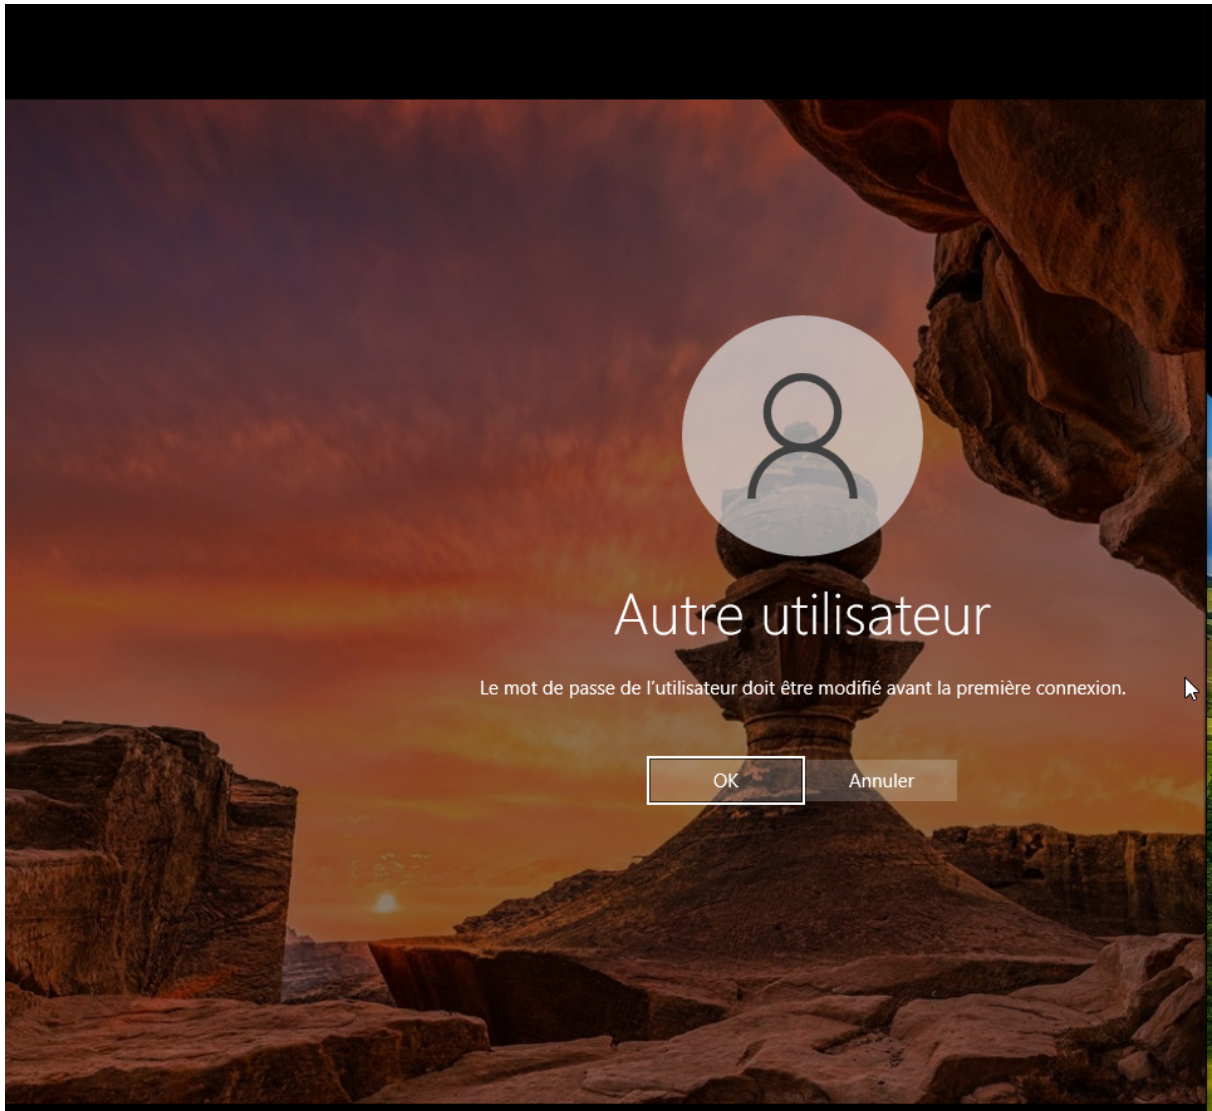 Autre utilisateur
Le mot de passe de l’utilisateur doit être modifié avant la première connexion.
OK
Annuler